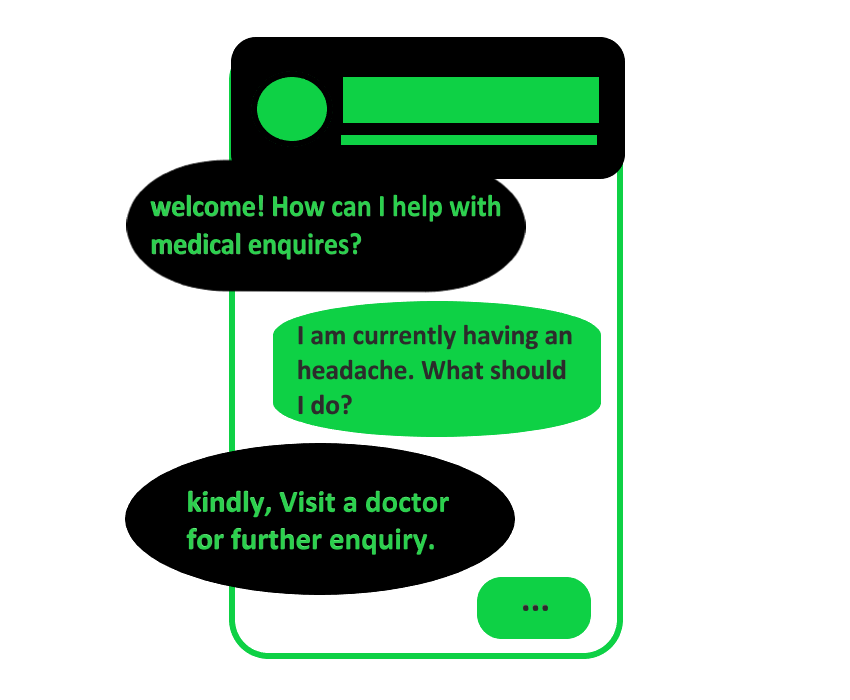 welcome! How can I help with
medical enquires?
I am currently having an
headache. What should
I do?
kindly, Visit a doctor
for further enquiry.
...